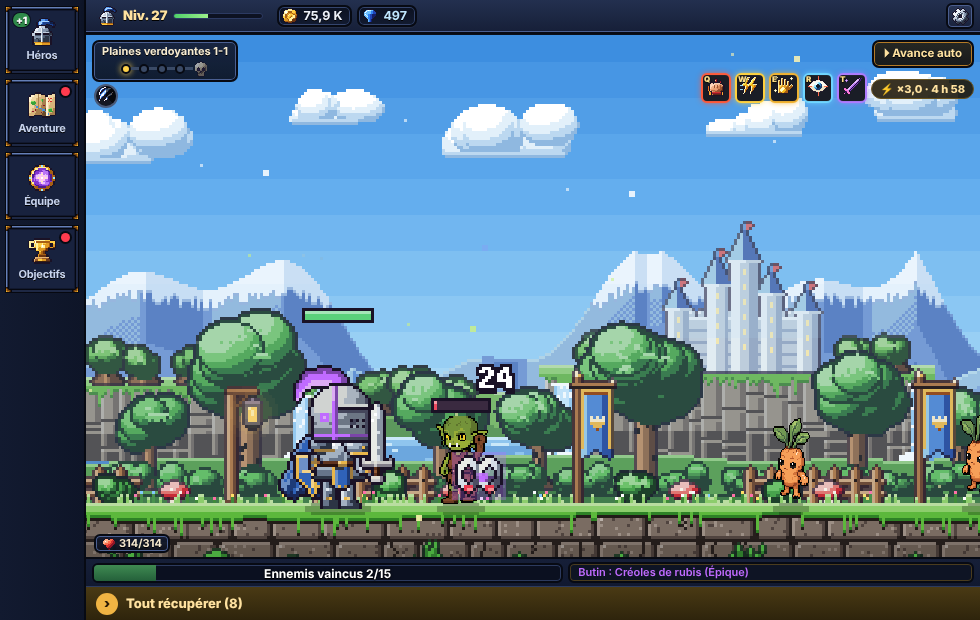 Niv. 27
75,9 K
497
+1
Héros
Aventure
Équipe
Objectifs
Plaines verdoyantes 1-1
Avance auto
Q
W
E
R
T
×3,0 · 4 h 58
24
314/314
Ennemis vaincus 2/15
Butin : Créoles de rubis (Épique)
Tout récupérer (8)